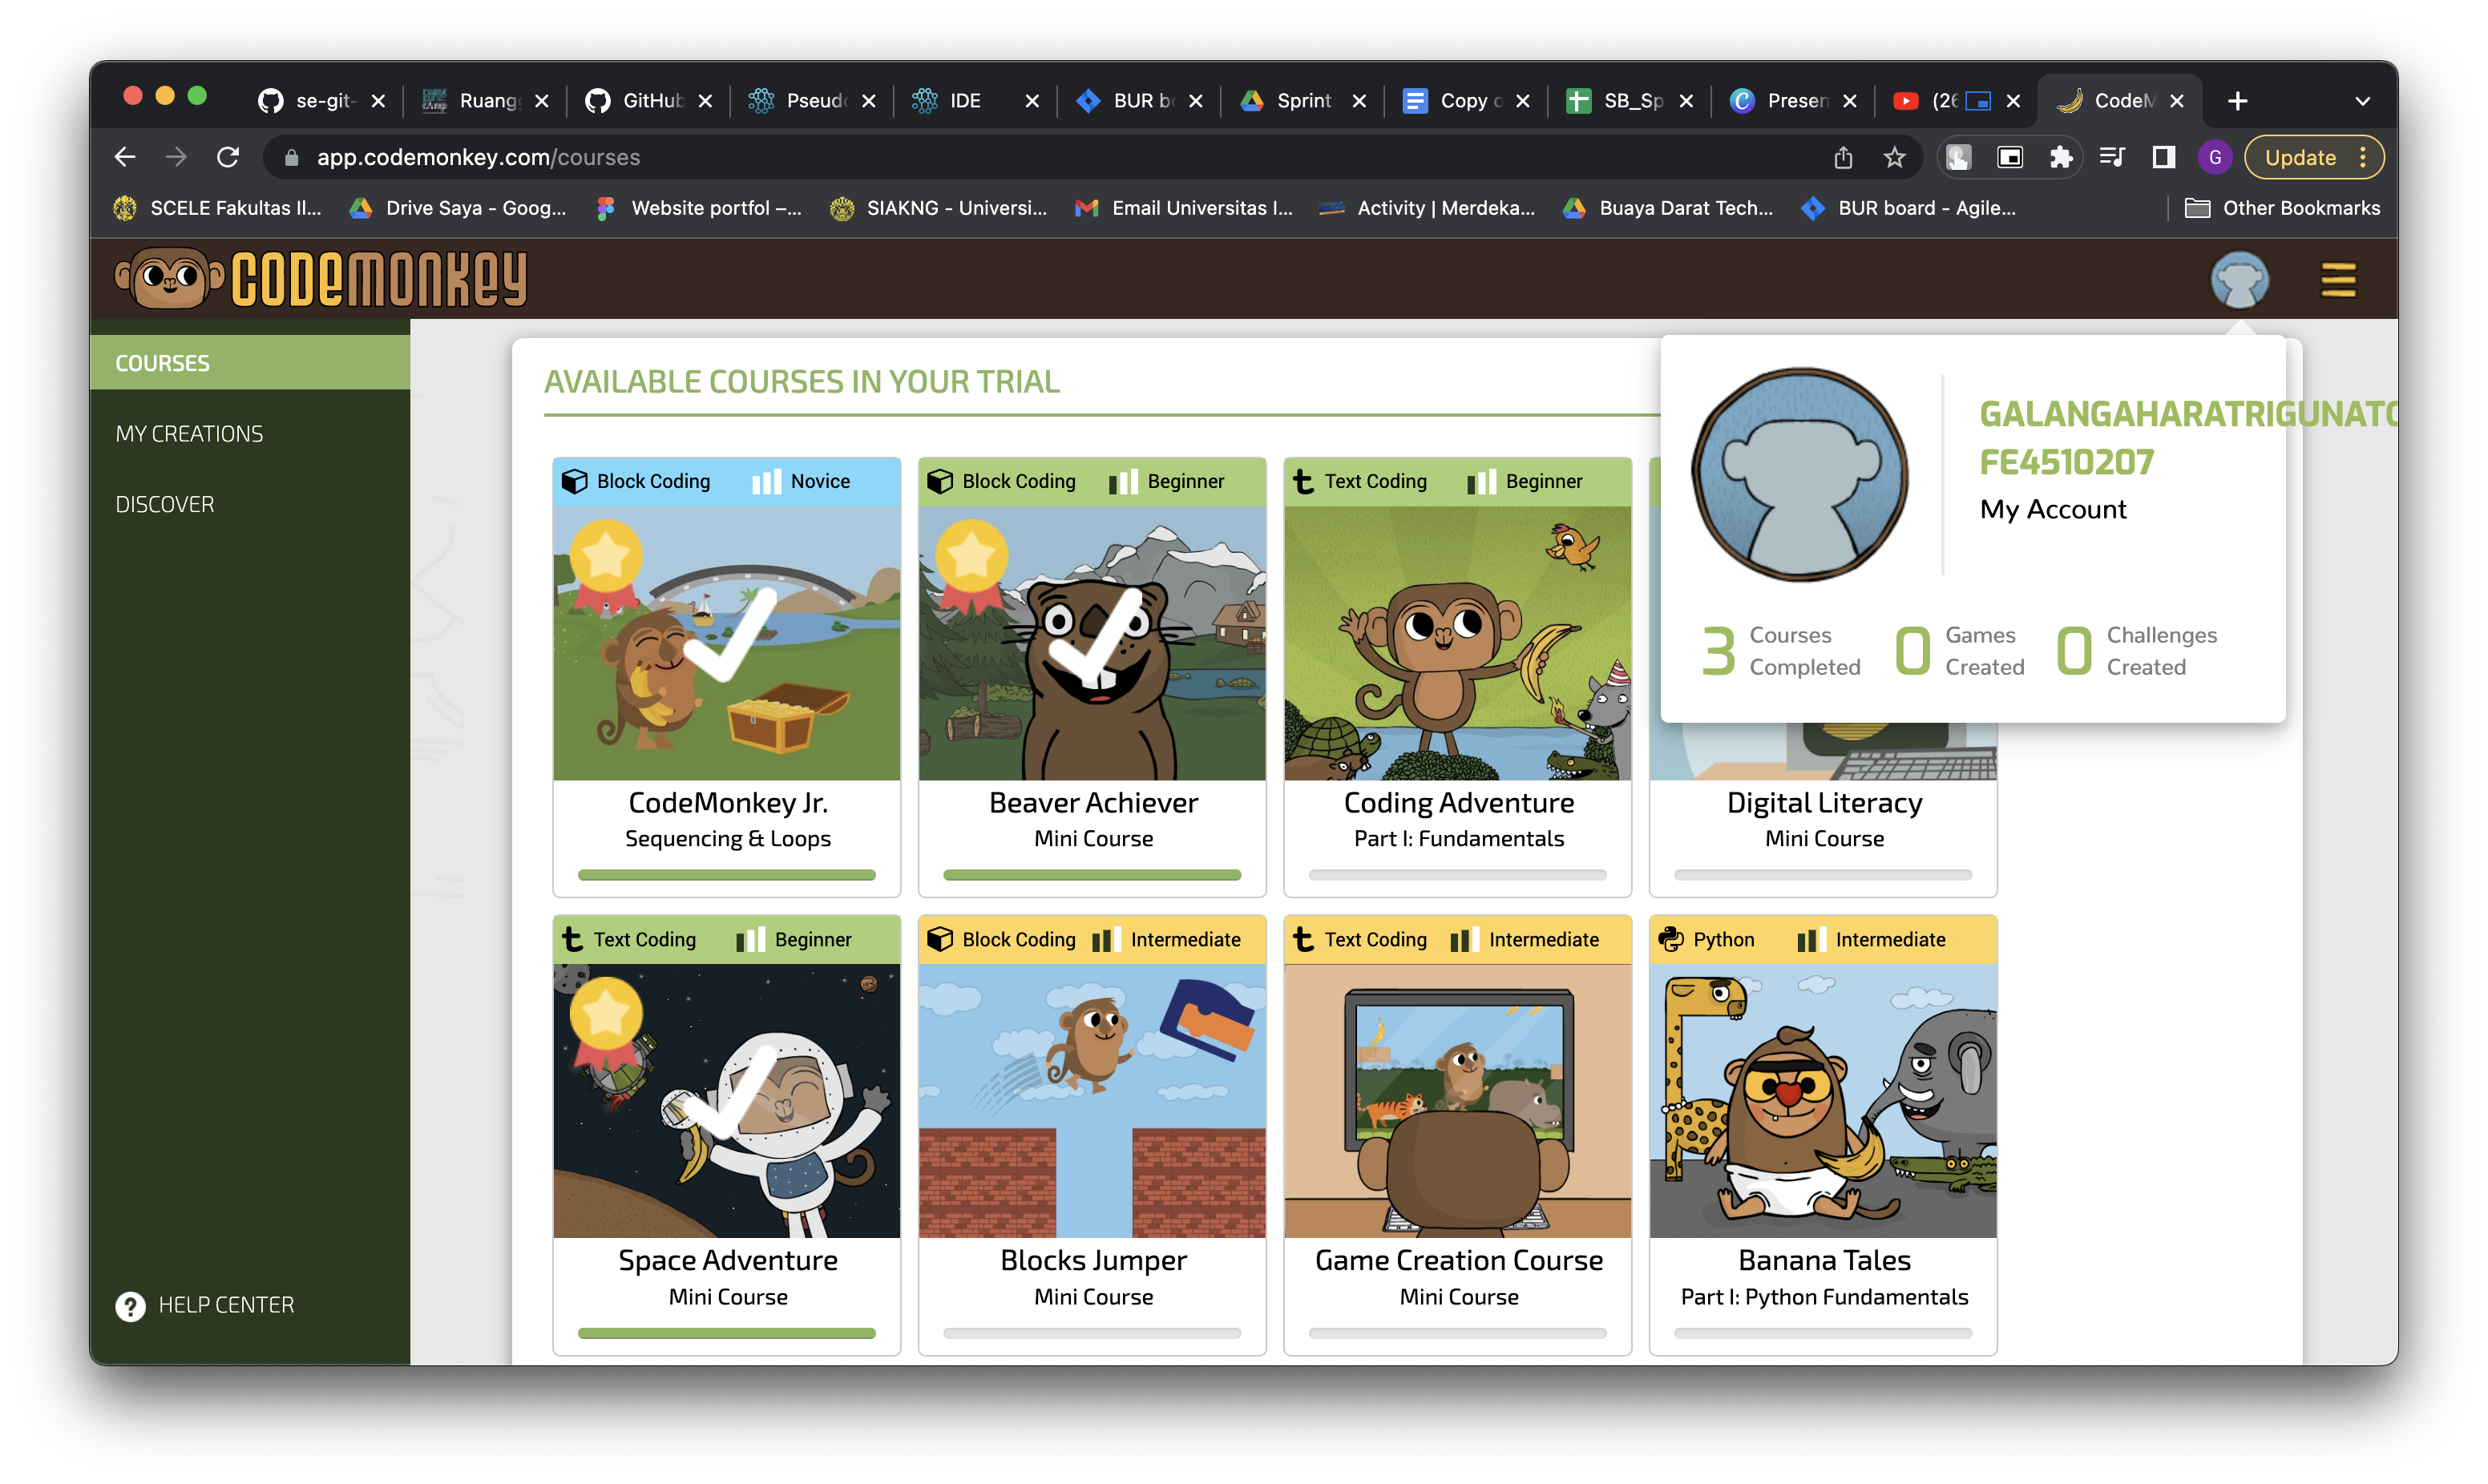 se-git-
Ruangg
GitHub
Pseudo
IDE
BUR bo
Sprint
Copy o
SB_Sp
Presen
(26
CodeM
app.codemonkey.com/courses
G
Update
SCELE Fakultas Il...
Drive Saya - Goog...
Website portfol –...
SIAKNG - Universi...
Email Universitas I...
Activity | Merdeka...
Buaya Darat Tech...
BUR board - Agile...
Other Bookmarks
CODEMONKEY
COURSES
MY CREATIONS
DISCOVER
HELP CENTER
AVAILABLE COURSES IN YOUR TRIAL
GALANGAHARATRIGUNATO
FE4510207
My Account
3 Courses Completed
0 Games Created
0 Challenges Created
Block Coding Novice
CodeMonkey Jr.
Sequencing & Loops
Block Coding Beginner
Beaver Achiever
Mini Course
Text Coding Beginner
Coding Adventure
Part I: Fundamentals
Digital Literacy
Mini Course
Text Coding Beginner
Space Adventure
Mini Course
Block Coding Intermediate
Blocks Jumper
Mini Course
Text Coding Intermediate
Game Creation Course
Mini Course
Python Intermediate
Banana Tales
Part I: Python Fundamentals